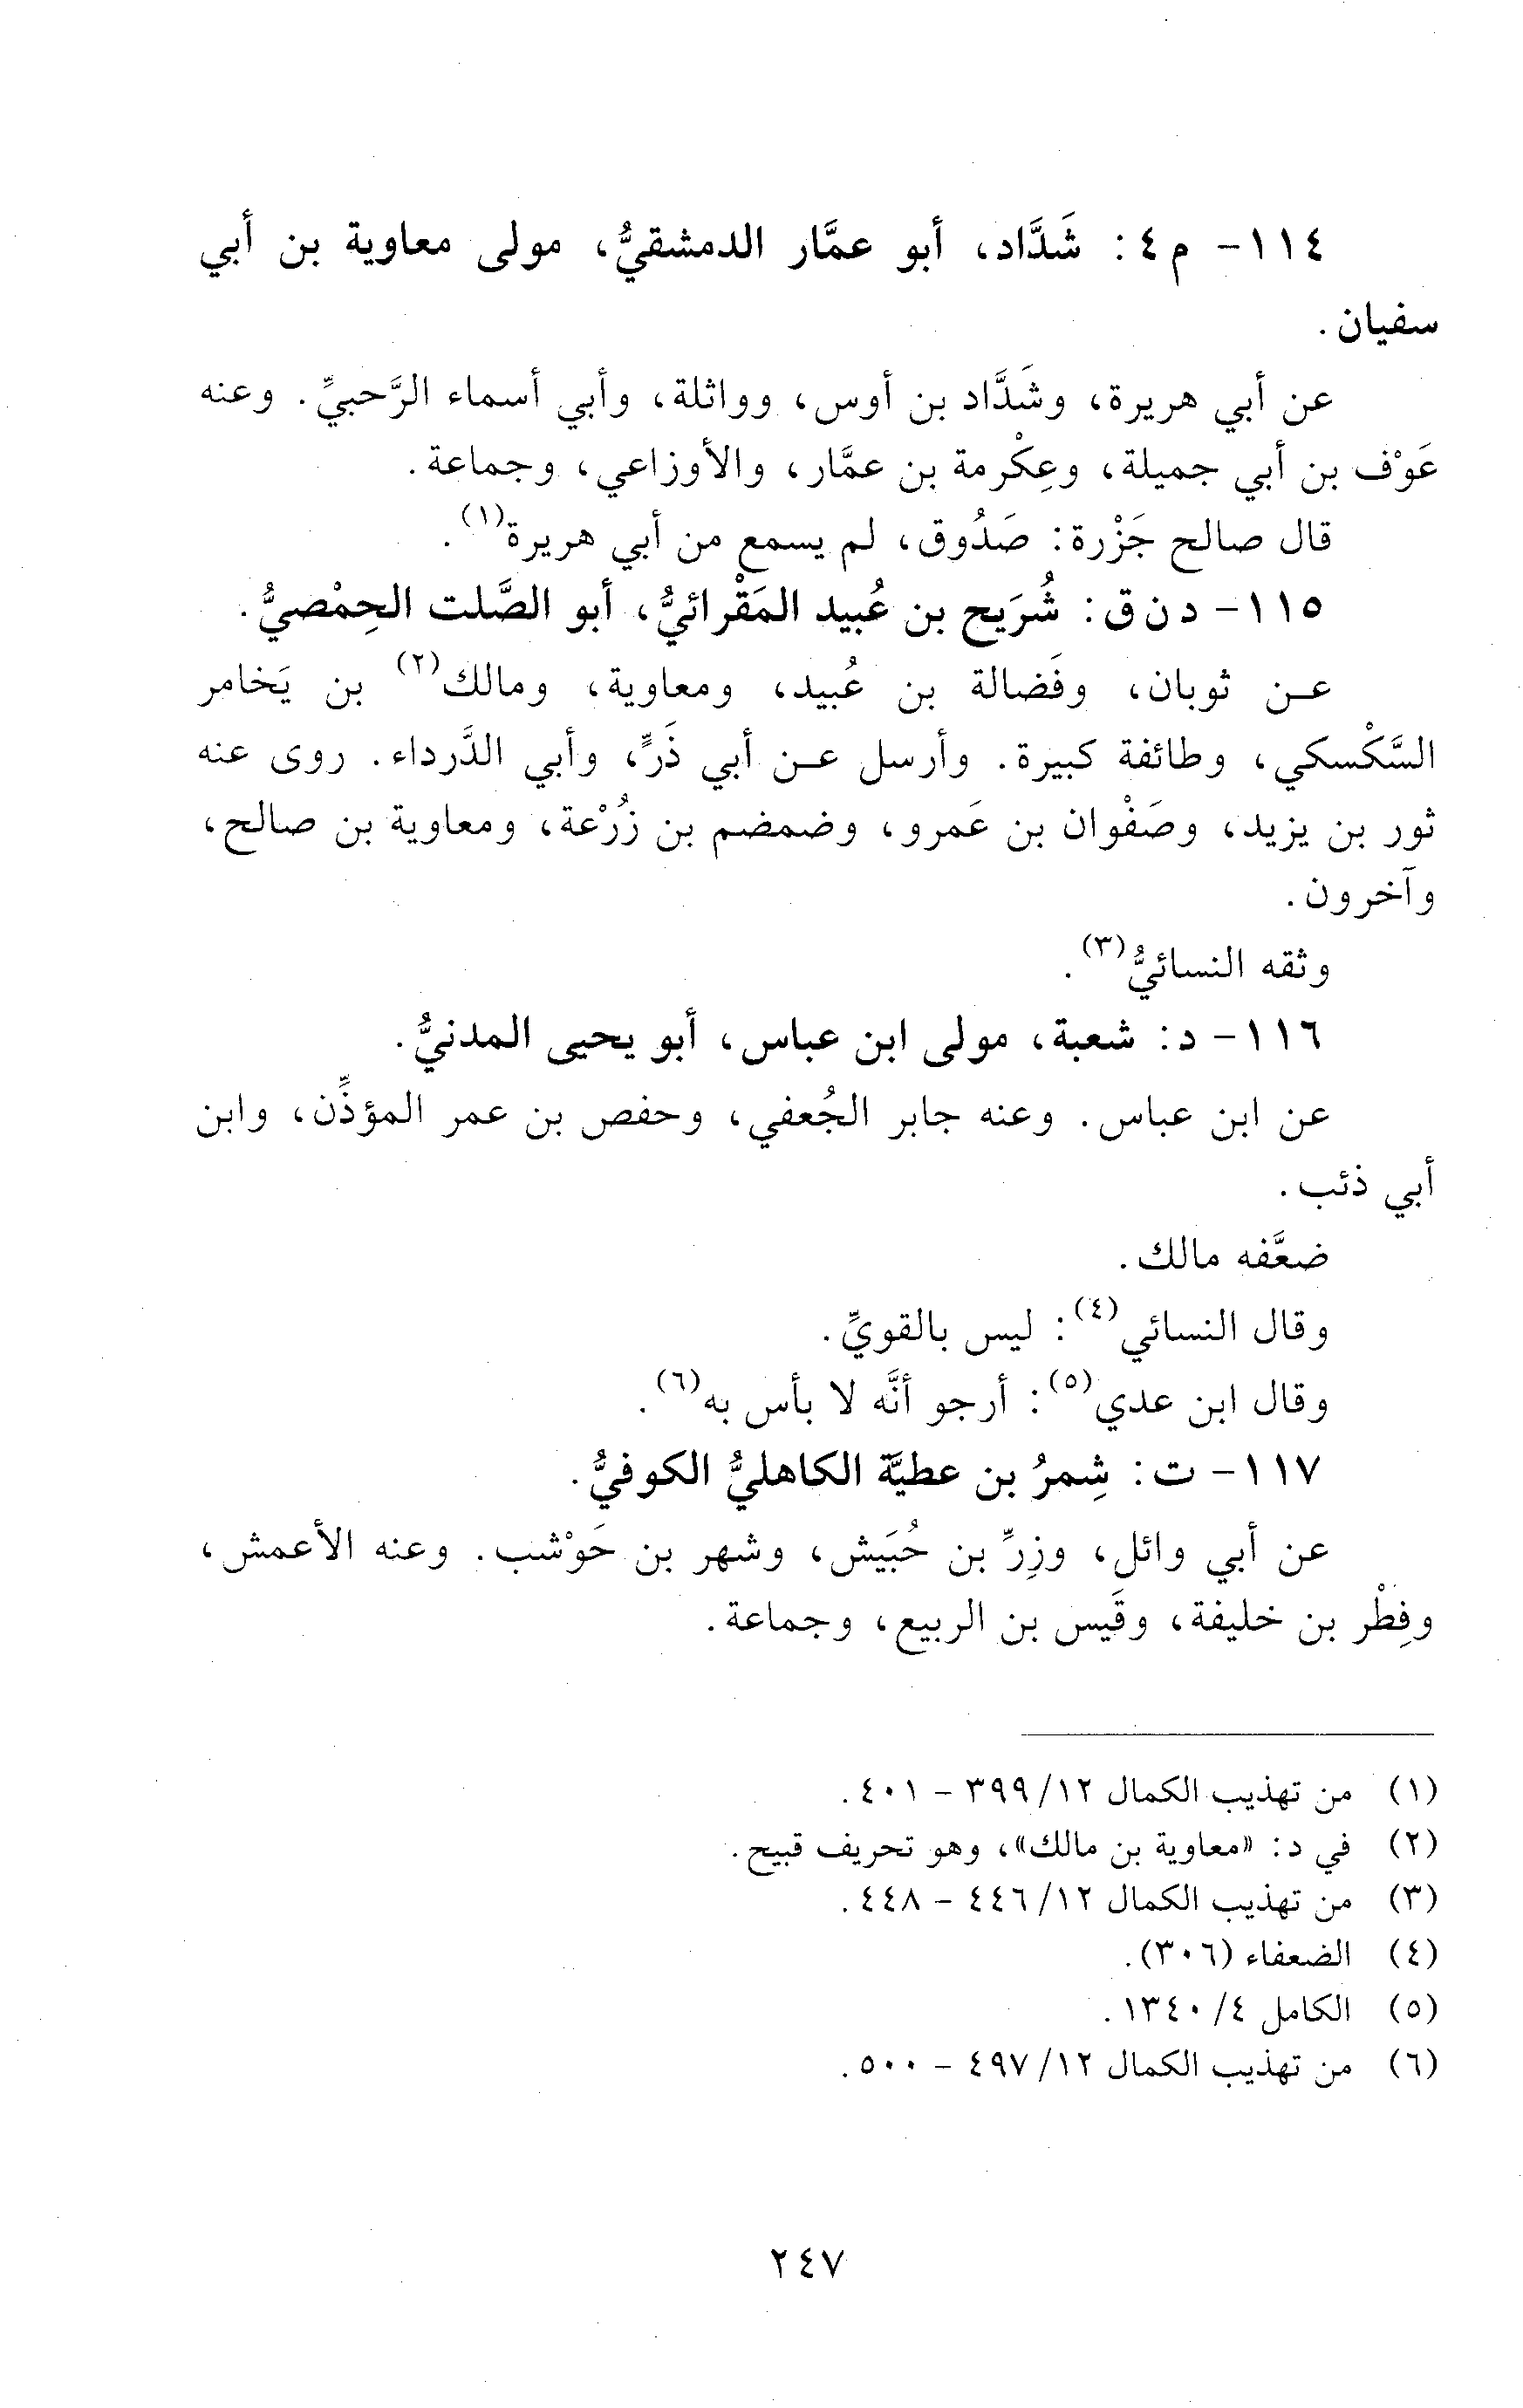 ١١٤- م٤: شَدَّاد، أبو عمَّار الدمشقيُّ، مولى معاوية بن أبي
سفيان.
عن أبي هريرة، وشَدَّاد بن أوس، وواثلة، وأبي أسماء الرَّحبيِّ. وعنه
عَوْف بن أبي جميلة، وعِكْرمة بن عمَّار، والأوزاعي، وجماعة.
قال صالح جَزْرة: صَدُوق، لم يسمع من أبي هريرة(١).
١١٥- د ن ق: شُرَيح بن عُبيد المَقْرائيُّ، أبو الصَّلت الحِمْصيُّ.
عن ثوبان، وفَضالة بن عُبيد، ومعاوية، ومالك(٢) بن يَخامر
السَّكْسكي، وطائفة كبيرة. وأرسل عن أبي ذَرٍّ، وأبي الدَّرداء. روى عنه
ثور بن يزيد، وصَفْوان بن عَمرو، وضمضم بن زُرْعة، ومعاوية بن صالح،
وآخرون.
وثقه النسائيُّ(٣).
١١٦- د: شعبة، مولى ابن عباس، أبو يحيى المدنيُّ.
عن ابن عباس. وعنه جابر الجُعفي، وحفص بن عمر المؤذِّن، وابن
أبي ذئب.
ضعَّفه مالك.
وقال النسائي(٤): ليس بالقويِّ.
وقال ابن عدي(٥): أرجو أنَّه لا بأس به(٦).
١١٧- ت: شِمرُ بن عطيَّة الكاهليُّ الكوفيُّ.
عن أبي وائل، وزِرِّ بن حُبَيش، وشهر بن حَوْشب. وعنه الأعمش،
وفِطْر بن خليفة، وقَيس بن الربيع، وجماعة.
(١) من تهذيب الكمال ١٢/ ٣٩٩ - ٤٠١.
(٢) في د: «معاوية بن مالك»، وهو تحريف قبيح.
(٣) من تهذيب الكمال ١٢/ ٤٤٦ - ٤٤٨.
(٤) الضعفاء (٣٠٦).
(٥) الكامل ٤/ ١٣٤٠.
(٦) من تهذيب الكمال ١٢/ ٤٩٧ - ٥٠٠.
٢٤٧